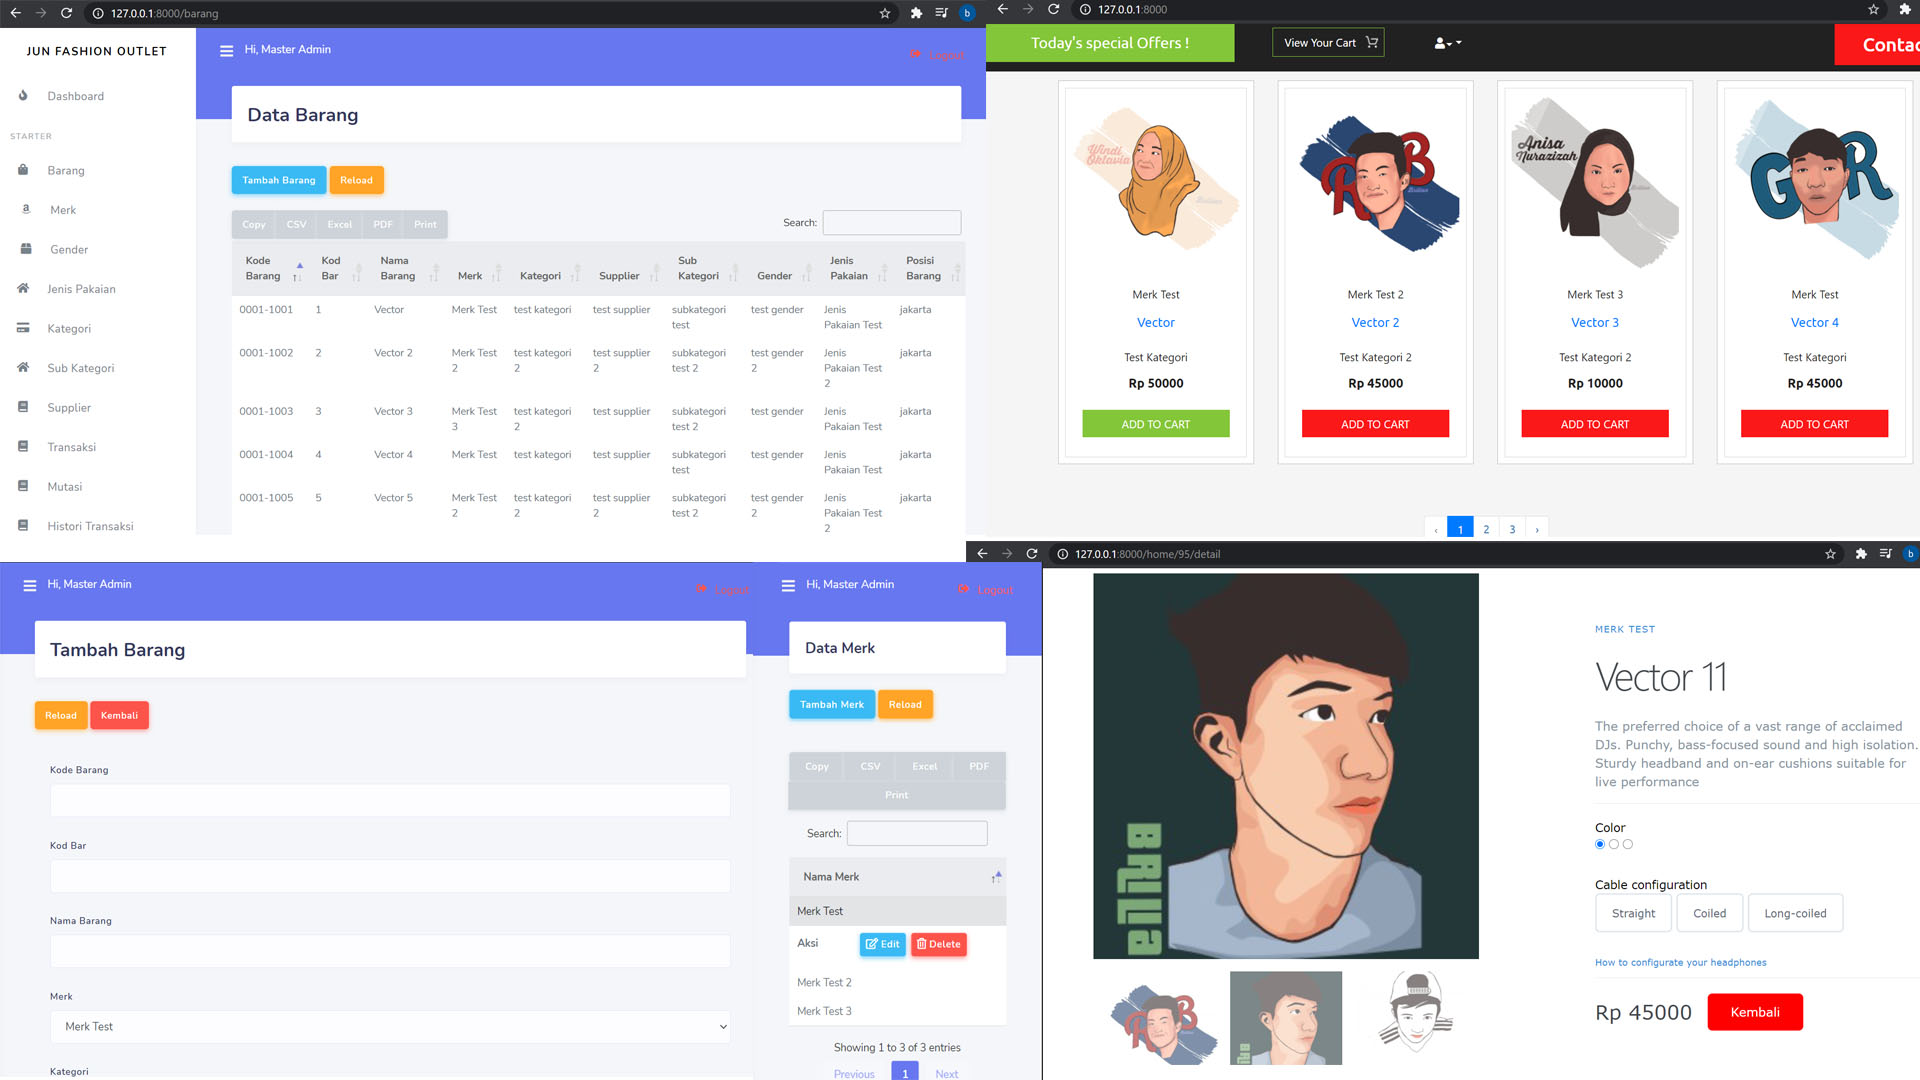 127.0.0.1:8000/barang
b
JUN FASHION OUTLET
Hi, Master Admin
Logout
Dashboard
STARTER
Barang
Merk
Gender
Jenis Pakaian
Kategori
Sub Kategori
Supplier
Transaksi
Mutasi
Histori Transaksi
Data Barang
Tambah Barang
Reload
Copy CSV Excel PDF Print
Search:
Kode Barang Kod Bar Nama Barang Merk Kategori Supplier Sub Kategori Gender Jenis Pakaian Posisi Barang
0001-1001 1 Vector Merk Test test kategori test supplier subkategori test test gender Jenis Pakaian Test jakarta
0001-1002 2 Vector 2 Merk Test 2 test kategori 2 test supplier 2 subkategori test 2 test gender 2 Jenis Pakaian Test 2 jakarta
0001-1003 3 Vector 3 Merk Test 3 test kategori 2 test supplier subkategori test 2 test gender Jenis Pakaian Test jakarta
0001-1004 4 Vector 4 Merk Test test kategori test supplier subkategori test test gender Jenis Pakaian Test jakarta
0001-1005 5 Vector 5 Merk Test 2 test kategori 2 test supplier 2 subkategori test 2 test gender 2 Jenis Pakaian Test 2 jakarta
127.0.0.1:8000
Today's special Offers !
View Your Cart
Contac
Windi
Oktavia
Anisa
Nurazizah
G R
Merk Test
Vector
Test Kategori
Rp 50000
ADD TO CART
Merk Test 2
Vector 2
Test Kategori 2
Rp 45000
ADD TO CART
Merk Test 3
Vector 3
Test Kategori 2
Rp 10000
ADD TO CART
Merk Test
Vector 4
Test Kategori
Rp 45000
ADD TO CART
‹ 1 2 3 ›
Hi, Master Admin
Logout
Tambah Barang
Reload
Kembali
Kode Barang
Kod Bar
Nama Barang
Merk
Merk Test
Kategori
Hi, Master Admin
Logout
Data Merk
Tambah Merk
Reload
Copy CSV Excel PDF
Print
Search:
Nama Merk
Merk Test
Aksi Edit Delete
Merk Test 2
Merk Test 3
Showing 1 to 3 of 3 entries
Previous 1 Next
127.0.0.1:8000/home/95/detail
b
MERK TEST
Vector 11
The preferred choice of a vast range of acclaimed
DJs. Punchy, bass-focused sound and high isolation.
Sturdy headband and on-ear cushions suitable for
live performance
Color
Cable configuration
Straight
Coiled
Long-coiled
How to configurate your headphones
Rp 45000
Kembali